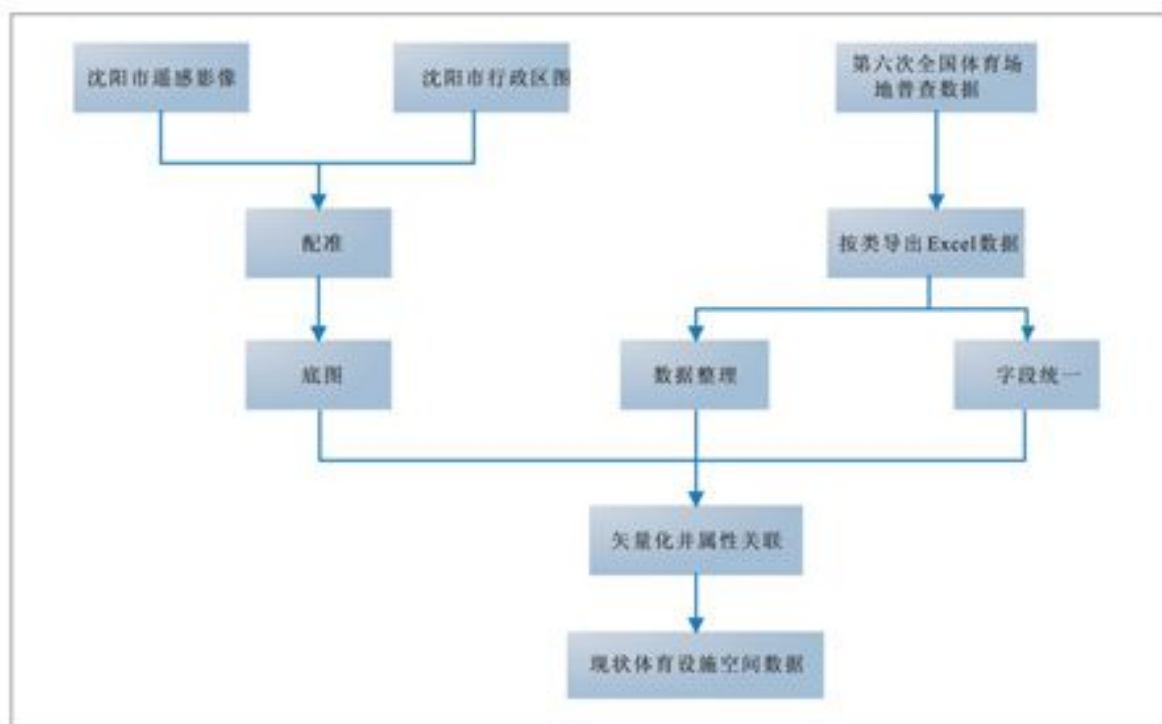 沈阳市遥感影像
沈阳市行政区图
第六次全国体育场
地普查数据
配准
按类导出Excel数据
底图
数据整理
字段统一
矢量化并属性关联
现状体育设施空间数据